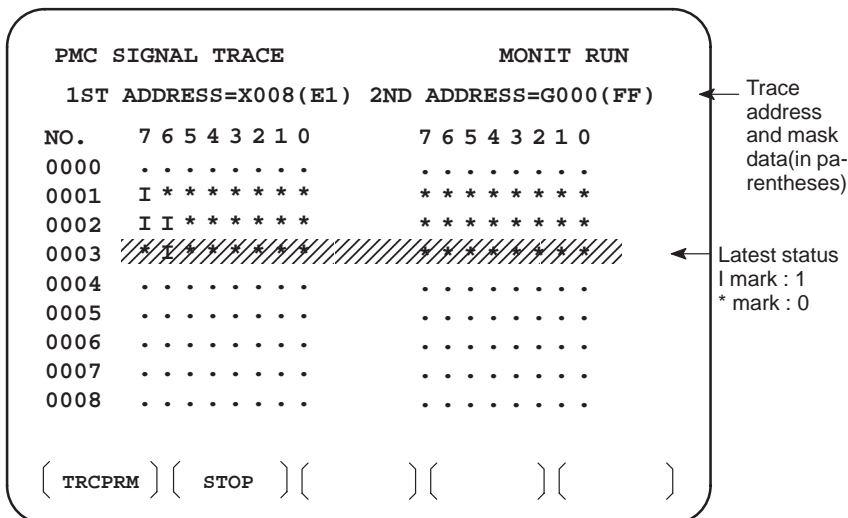 PMC SIGNAL TRACE MONIT RUN
1ST ADDRESS=X008(E1) 2ND ADDRESS=G000(FF)
NO. 7 6 5 4 3 2 1 0 7 6 5 4 3 2 1 0
0000 . . . . . . . . . . . . . . . .
0001 I * * * * * * * * * * * * * * *
0002 I I * * * * * * * * * * * * * *
0003 * I * * * * * * * * * * * * * *
0004 . . . . . . . . . . . . . . . .
0005 . . . . . . . . . . . . . . . .
0006 . . . . . . . . . . . . . . . .
0007 . . . . . . . . . . . . . . . .
0008 . . . . . . . . . . . . . . . .
[ TRCPRM ] [ STOP ] [ ] [ ] [ ]
Trace
address
and mask
data(in pa-
rentheses)
Latest status
I mark : 1
* mark : 0